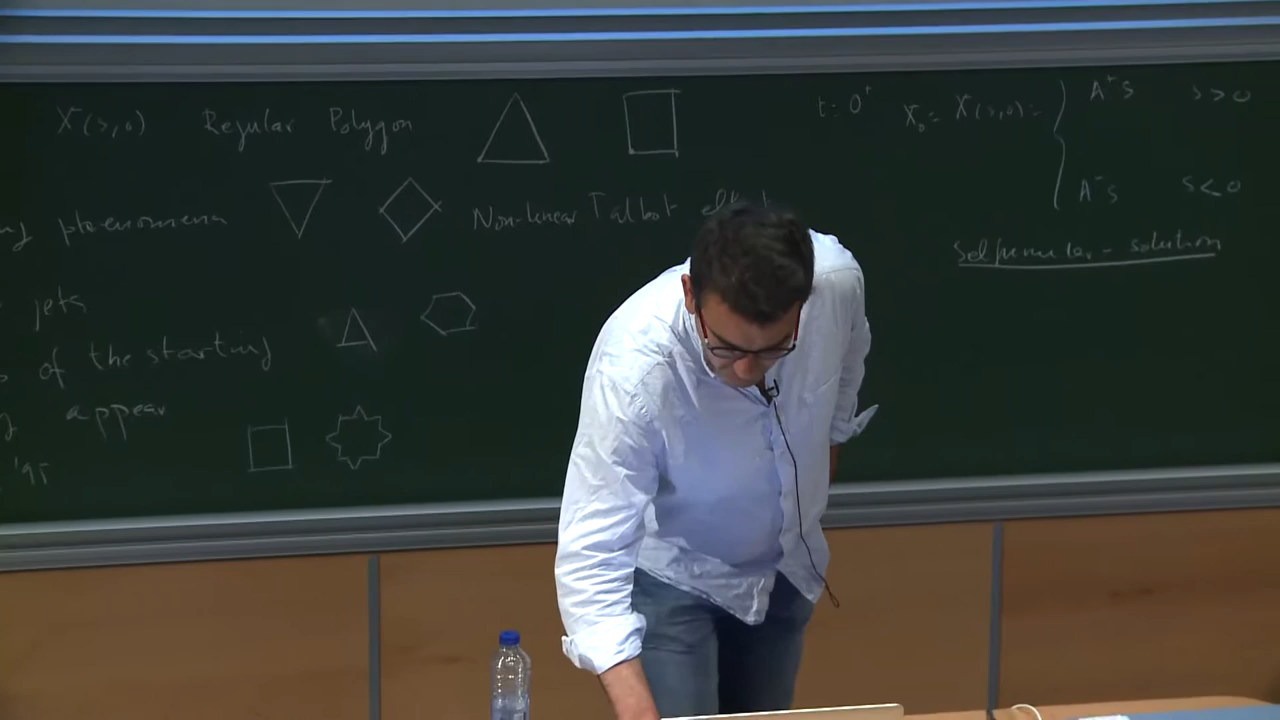 X(s,0) Regular Polygon
phenomena
Non-linear Talbot effect
jets
of the starting
appear
'95
t=0⁺ X₀= X(s,0)= { A⁺s s>0
A⁻s s<0
Selfsimilar - solution